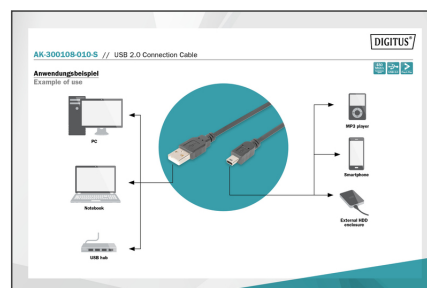 DIGITUS®
AK-300108-010-S // USB 2.0 Connection Cable
Anwendungsbeispiel
Example of use
PC
Notebook
USB hub
MP3 player
Smartphone
External HDD
enclosure